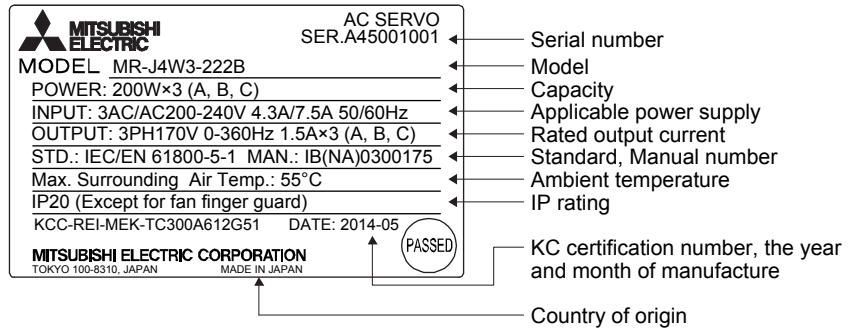 MITSUBISHI
ELECTRIC
AC SERVO
SER.A45001001
MODEL MR-J4W3-222B
POWER: 200W×3 (A, B, C)
INPUT: 3AC/AC200-240V 4.3A/7.5A 50/60Hz
OUTPUT: 3PH170V 0-360Hz 1.5A×3 (A, B, C)
STD.: IEC/EN 61800-5-1 MAN.: IB(NA)0300175
Max. Surrounding Air Temp.: 55°C
IP20 (Except for fan finger guard)
KCC-REI-MEK-TC300A612G51 DATE: 2014-05
PASSED
MITSUBISHI ELECTRIC CORPORATION
TOKYO 100-8310, JAPAN MADE IN JAPAN
Serial number
Model
Capacity
Applicable power supply
Rated output current
Standard, Manual number
Ambient temperature
IP rating
KC certification number, the year
and month of manufacture
Country of origin